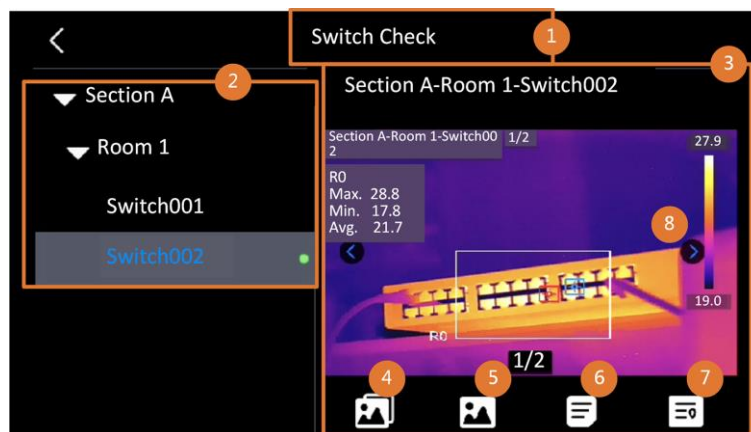 Switch Check
1
2
3
Section A
Room 1
Switch001
Switch002
Section A-Room 1-Switch002
Section A-Room 1-Switch00
2
1/2
27.9
R0
Max. 28.8
Min. 17.8
Avg. 21.7
8
19.0
R0
1/2
4
5
6
7